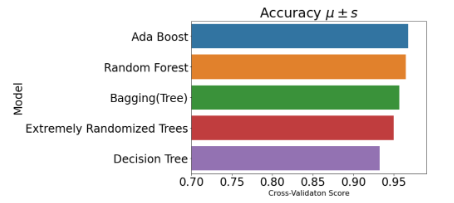 Accuracy μ ± s
Model
Ada Boost
Random Forest
Bagging(Tree)
Extremely Randomized Trees
Decision Tree
0.70 0.75 0.80 0.85 0.90 0.95
Cross-Validaton Score